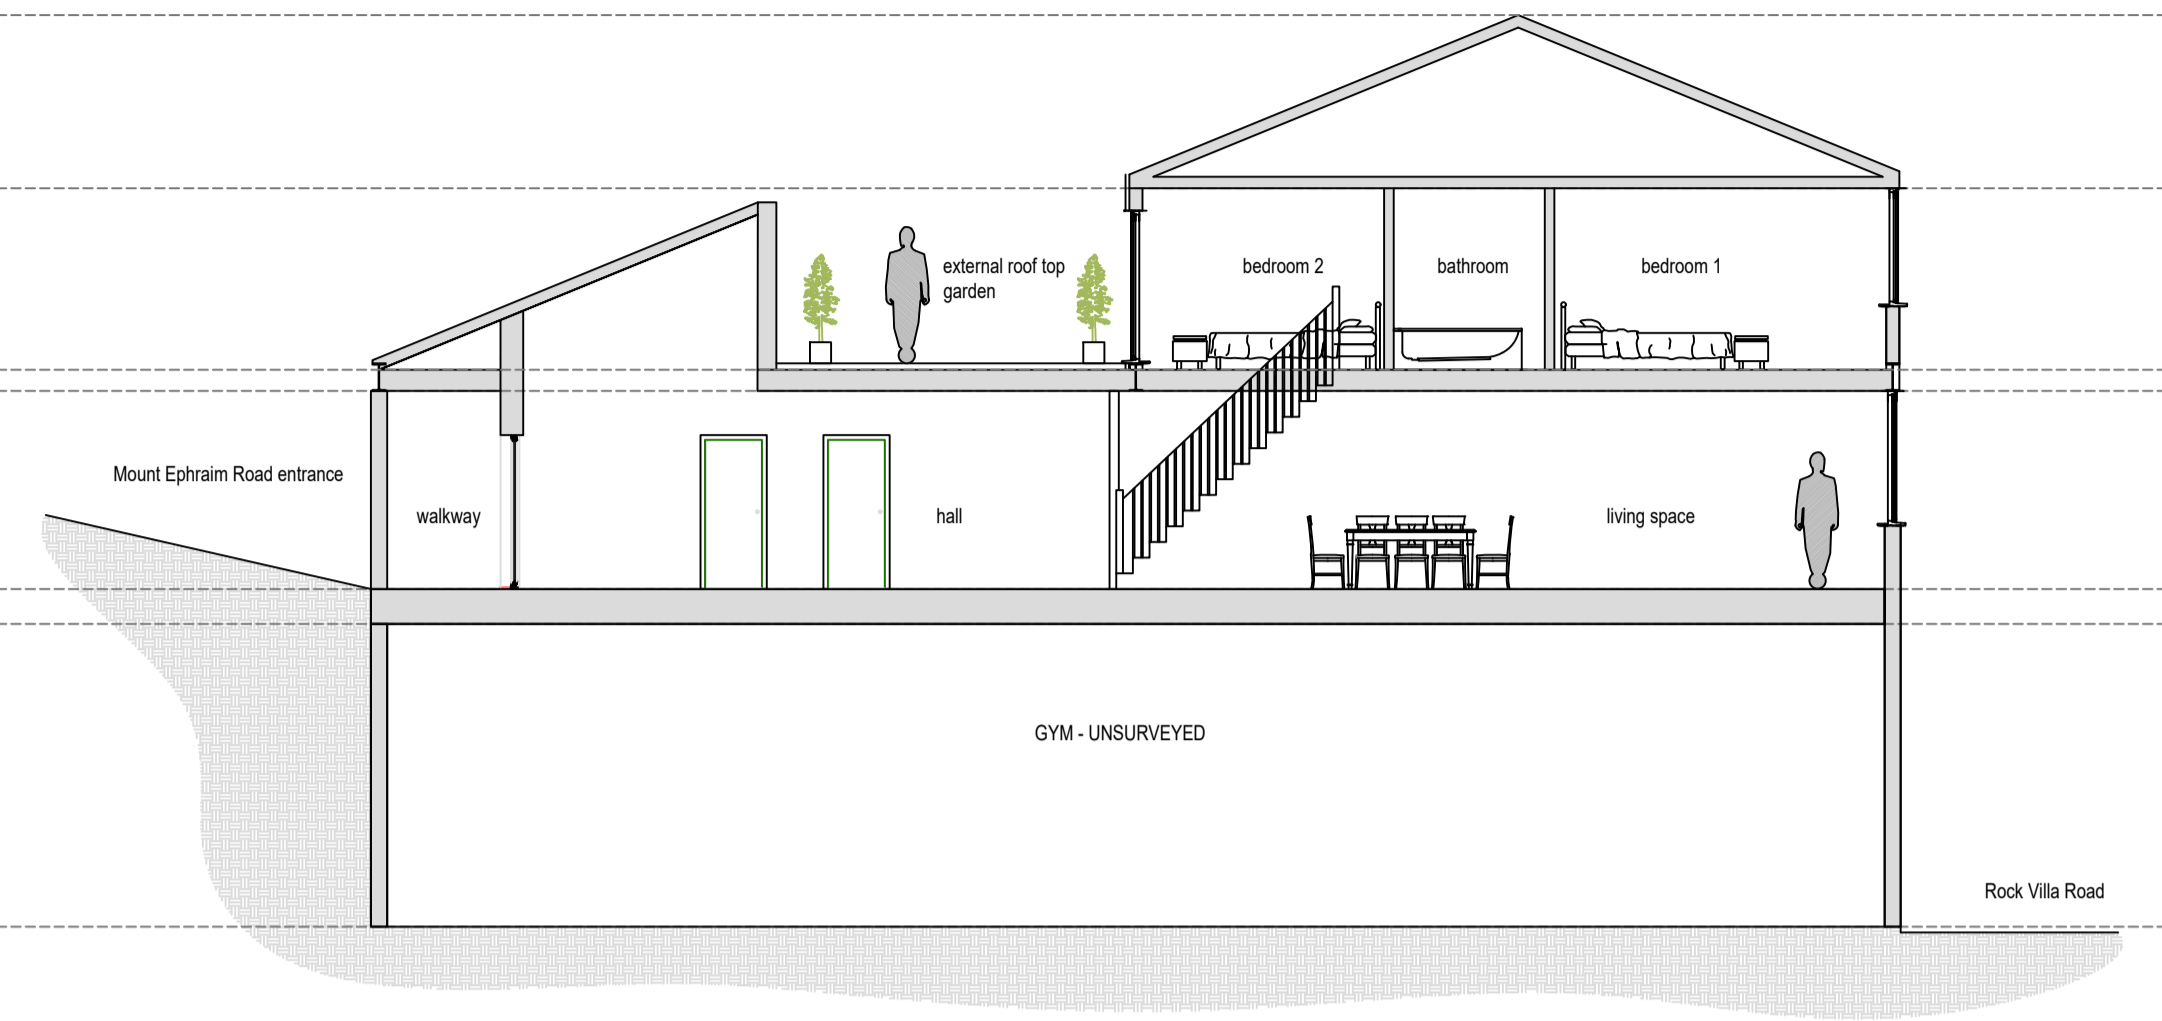 external roof top
garden
bedroom 2
bathroom
bedroom 1
Mount Ephraim Road entrance
walkway
hall
living space
GYM - UNSURVEYED
Rock Villa Road